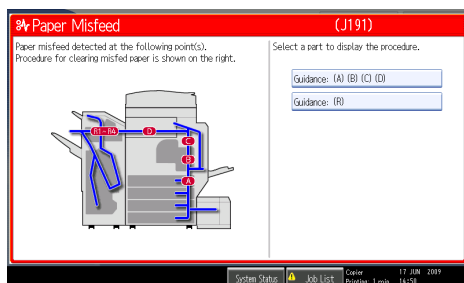 Paper Misfeed
(J191)
Paper misfeed detected at the following point(s).
Procedure for clearing misfed paper is shown on the right.
Select a part to display the procedure.
Guidance: (A) (B) (C) (D)
Guidance: (R)
R1~R4
D
C
B
A
System Status
Job List
Copier
Printing: 1 min
17 JUN 2009
14:50